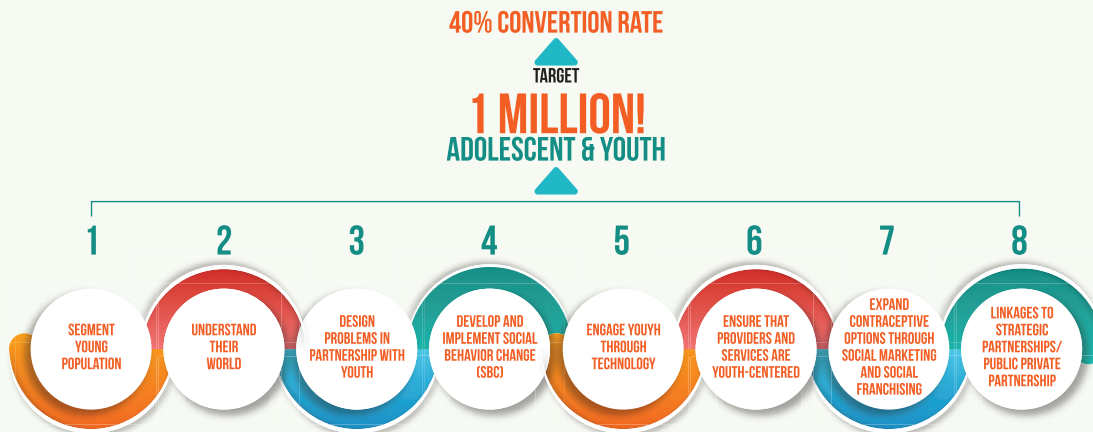 40% CONVERTION RATE
TARGET
1 MILLION!
ADOLESCENT & YOUTH
1
SEGMENT
YOUNG
POPULATION
2
UNDERSTAND
THEIR
WORLD
3
DESIGN
PROBLEMS IN
PARTNERSHIP WITH
YOUTH
4
DEVELOP AND
IMPLEMENT SOCIAL
BEHAVIOR CHANGE
(SBC)
5
ENGAGE YOUYH
THROUGH
TECHNOLOGY
6
ENSURE THAT
PROVIDERS AND
SERVICES ARE
YOUTH-CENTERED
7
EXPAND
CONTRACEPTIVE
OPTIONS THROUGH
SOCIAL MARKETING
AND SOCIAL
FRANCHISING
8
LINKAGES TO
STRATEGIC
PARTNERSHIPS/
PUBLIC PRIVATE
PARTNERSHIP